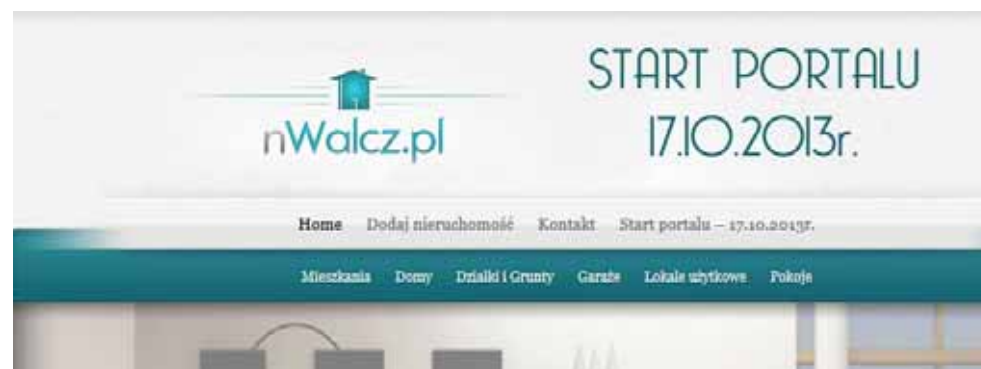 START PORTALU
17.10.2013r.
nWalcz.pl
Home Dodaj nieruchomość Kontakt Start portalu – 17.10.2013r.
Mieszkania Domy Działki i Grunty Garaże Lokale użytkowe Pokoje